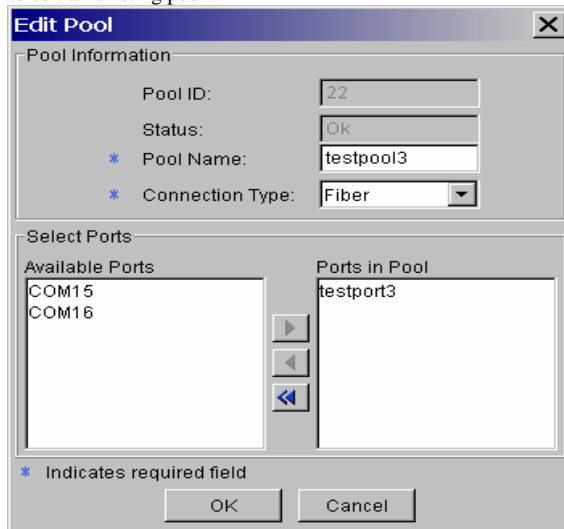 Edit Pool
Pool Information
Pool ID: 22
Status: Ok
* Pool Name: testpool3
* Connection Type: Fiber
Select Ports
Available Ports
COM15
COM16
Ports in Pool
testport3
* Indicates required field
OK Cancel